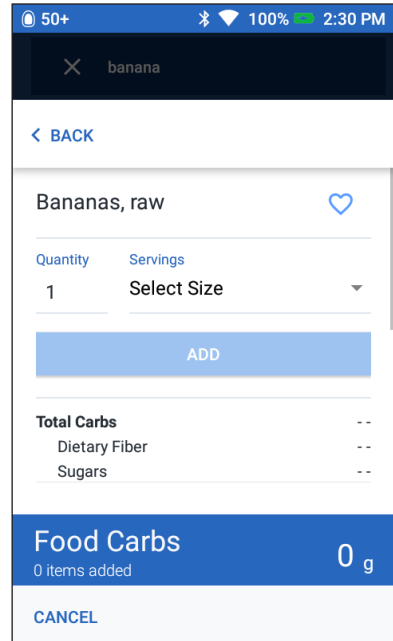 50+ 100% 2:30 PM
banana
BACK
Bananas, raw
Quantity Servings
1 Select Size
ADD
Total Carbs - -
Dietary Fiber - -
Sugars - -
Food Carbs
0 items added
0 g
CANCEL